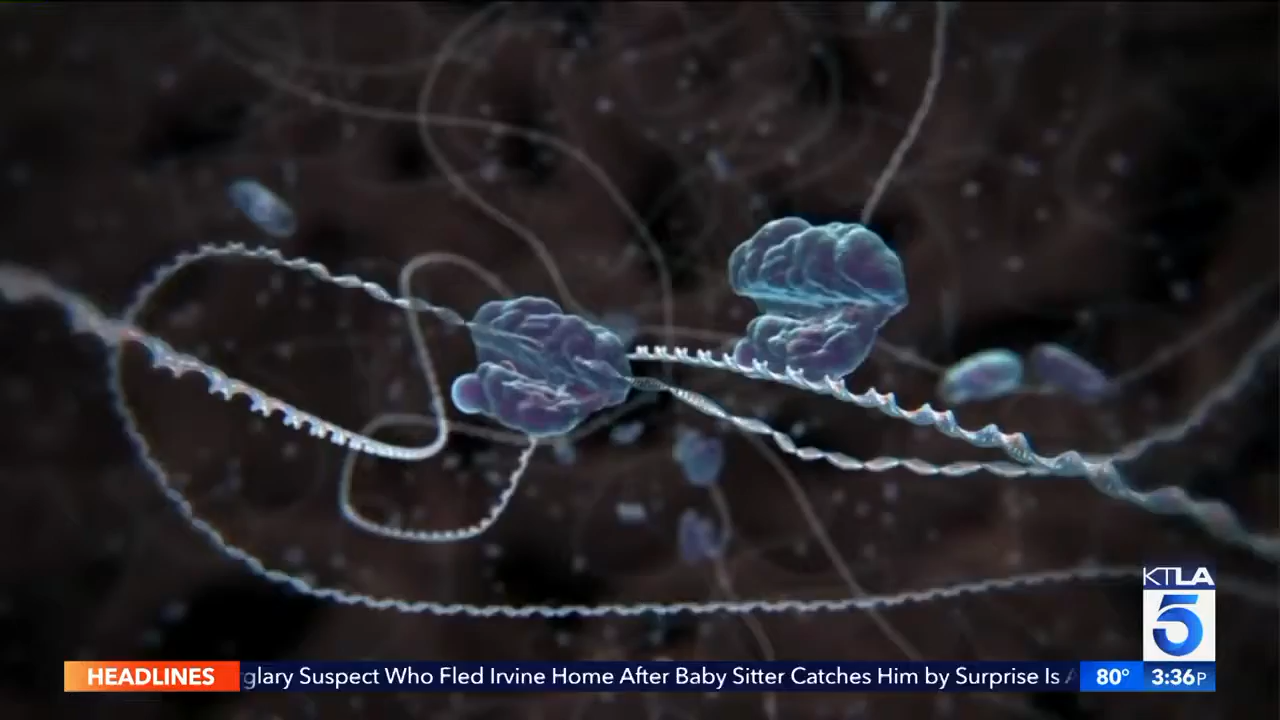 KTLA
5
HEADLINES
glary Suspect Who Fled Irvine Home After Baby Sitter Catches Him by Surprise Is
80°
3:36P